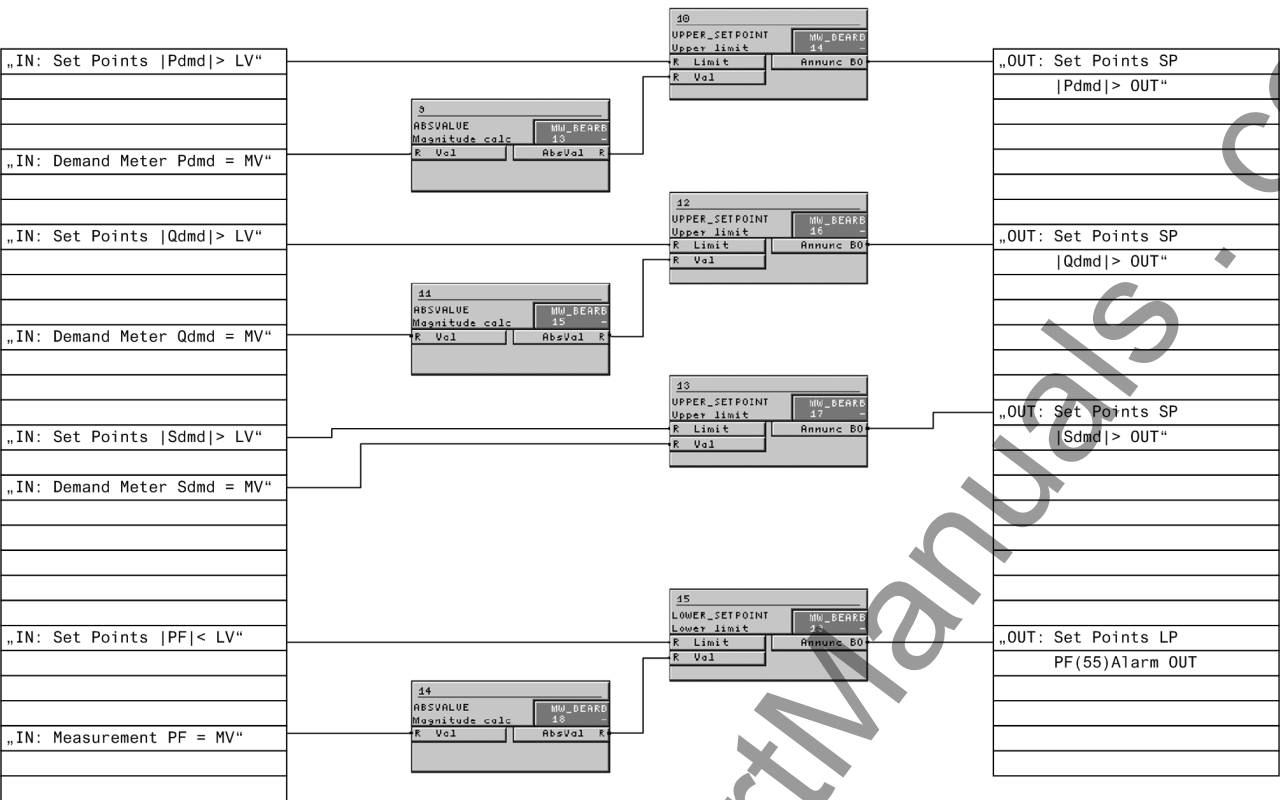 „IN: Set Points |Pdmd|> LV“
„IN: Demand Meter Pdmd = MV“
„IN: Set Points |Qdmd|> LV“
„IN: Demand Meter Qdmd = MV“
„IN: Set Points |Sdmd|> LV“
„IN: Demand Meter Sdmd = MV“
„IN: Set Points |PF|< LV“
„IN: Measurement PF = MV“
9
ABSVALUE MW_BEARB
Magnitude calc 13 -
R Val AbsVal R
11
ABSVALUE MW_BEARB
Magnitude calc 15 -
R Val AbsVal R
14
ABSVALUE MW_BEARB
Magnitude calc 18 -
R Val AbsVal R
10
UPPER_SETPOINT MW_BEARB
Upper limit 14 -
R Limit Annunc BO
R Val
12
UPPER_SETPOINT MW_BEARB
Upper limit 16 -
R Limit Annunc BO
R Val
13
UPPER_SETPOINT MW_BEARB
Upper limit 17 -
R Limit Annunc BO
R Val
15
LOWER_SETPOINT MW_BEARB
Lower limit -
R Limit Annunc BO
R Val
„OUT: Set Points SP
|Pdmd|> OUT“
„OUT: Set Points SP
|Qdmd|> OUT“
„OUT: Set Points SP
|Sdmd|> OUT“
„OUT: Set Points LP
PF(55)Alarm OUT
rtManuals . c